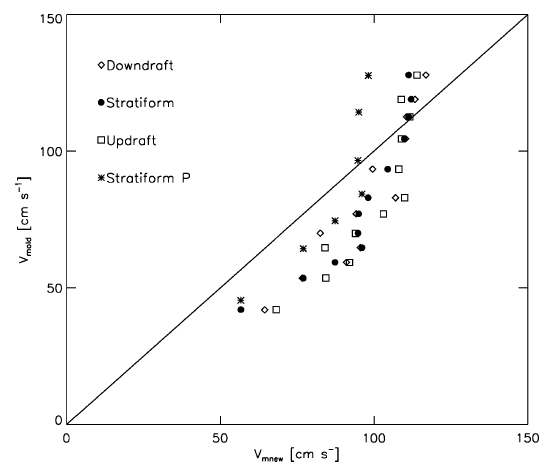 150
Downdraft
Stratiform
Updraft
Stratiform P
100
50
0
V_mold [cm s⁻¹]
0 50 100 150
V_mnew [cm s⁻¹]